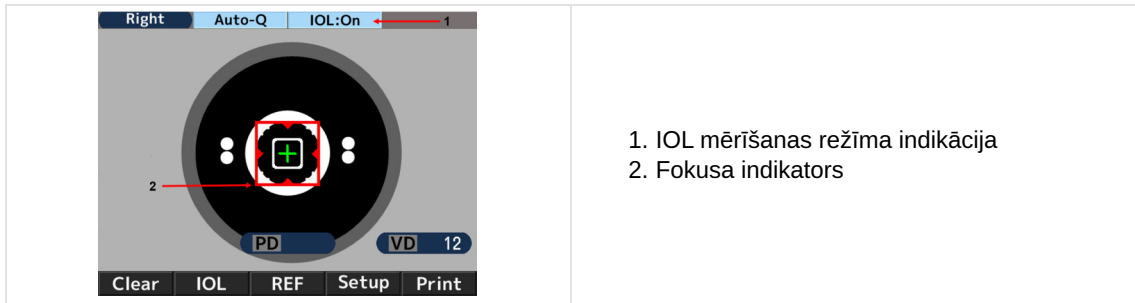 Right Auto-Q IOL:On 1
2
PD VD 12
Clear IOL REF Setup Print
1. IOL mērīšanas režīma indikācija
2. Fokusa indikators